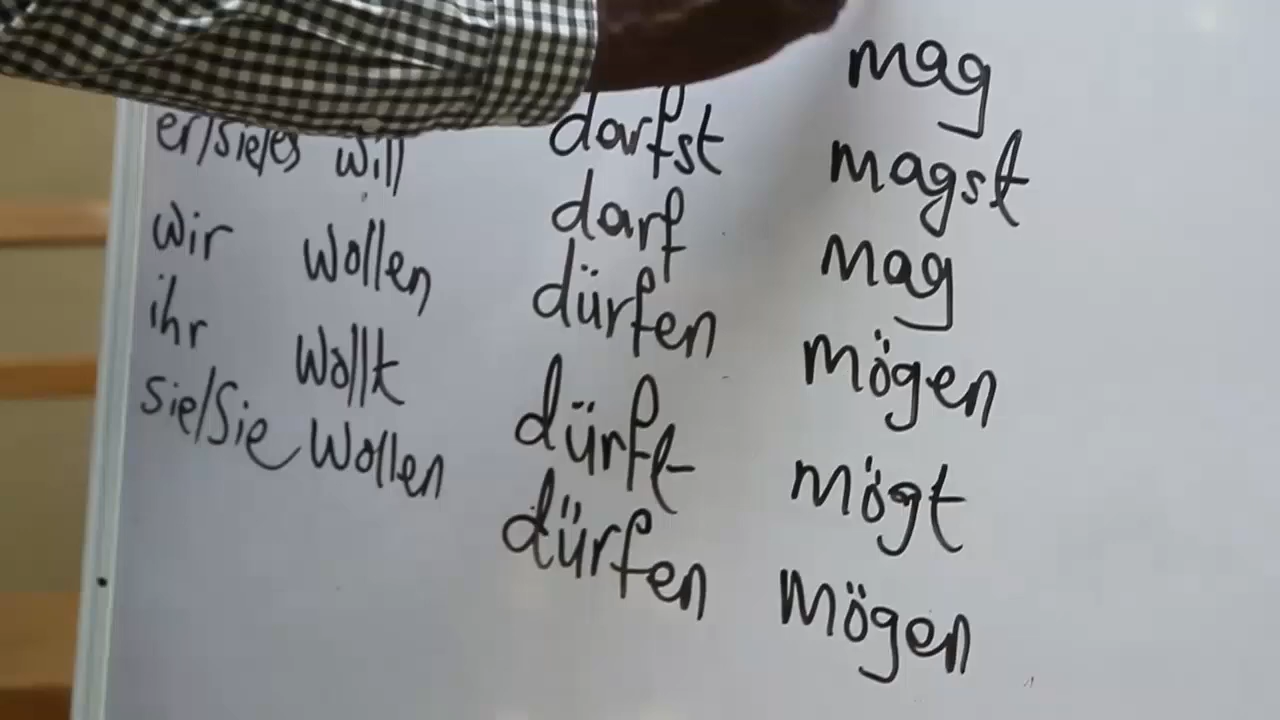 mag
darfst magst
er/sie/es will darf mag
wir wollen dürfen mögen
ihr wollt dürft mögt
sie/Sie wollen dürfen mögen